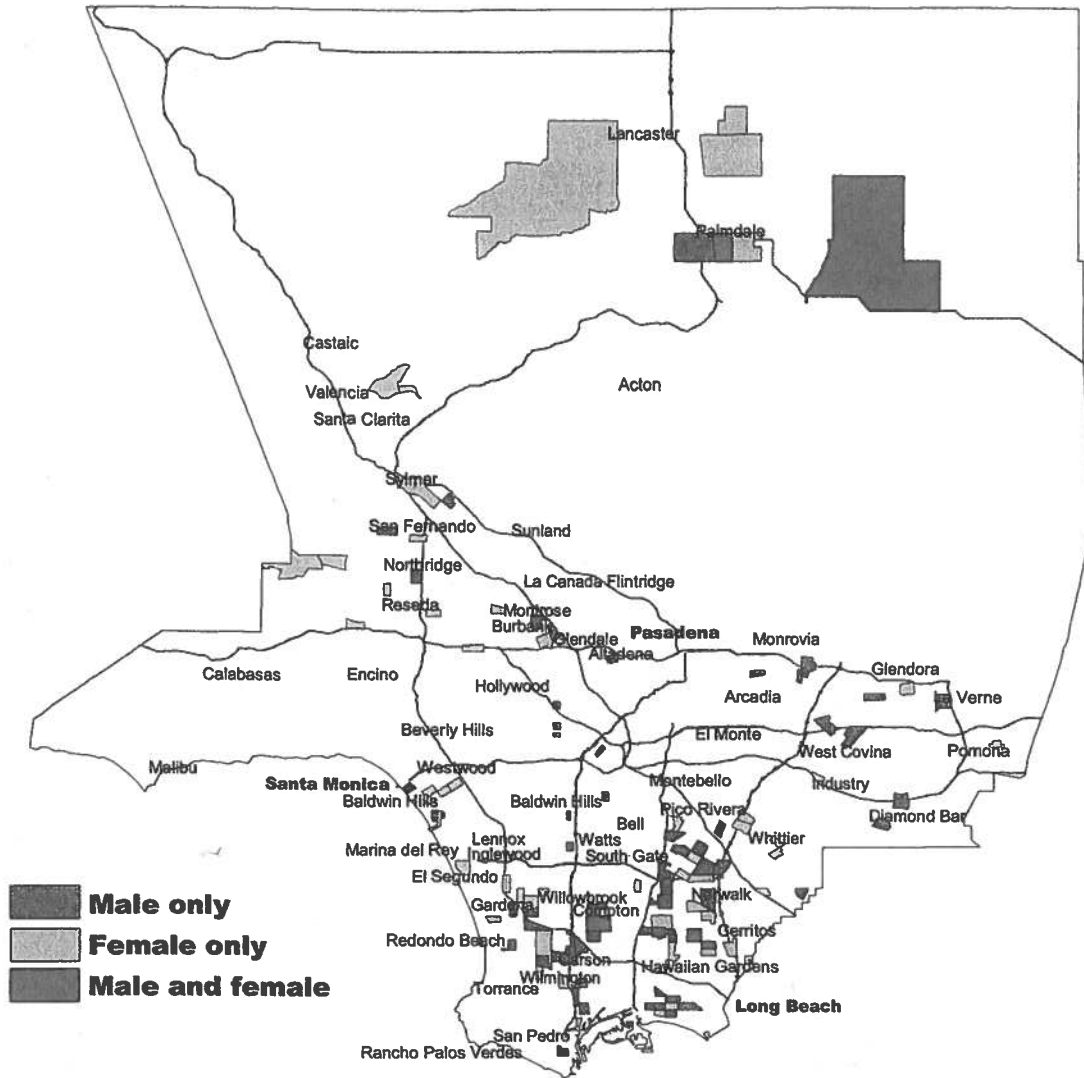 Lancaster
Palmdale
Castaic
Valencia
Acton
Santa Clarita
Sylmar
San Fernando
Sunland
Northridge
La Canada Flintridge
Reseda
Montrose
Burbank
Glendale
Pasadena
Monrovia
Altadena
Calabasas
Encino
Glendora
Hollywood
Arcadia
Verne
Beverly Hills
El Monte
West Covina
Pomona
Malibu
Westwood
Santa Monica
Montebello
Industry
Baldwin Hills
Baldwin Hills
Pico Rivera
Diamond Bar
Bell
Whittier
Lennox
Watts
Marina del Rey
Inglewood
South Gate
El Segundo
Willowbrook
Norwalk
Gardena
Compton
Male only
Redondo Beach
Cerritos
Female only
Carson
Hawaiian Gardens
Wilmington
Male and female
Torrance
Long Beach
San Pedro
Rancho Palos Verdes